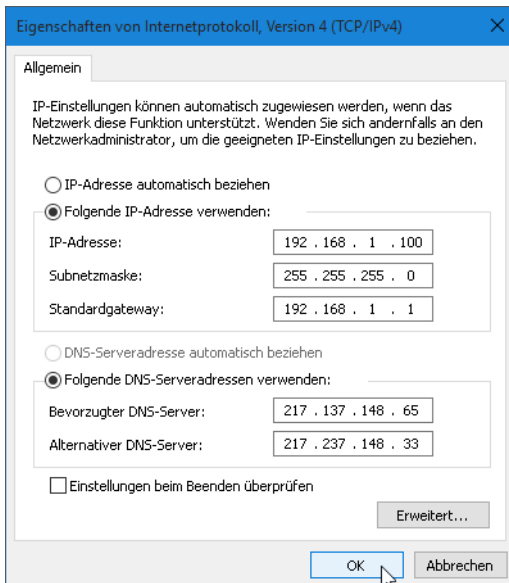 Eigenschaften von Internetprotokoll, Version 4 (TCP/IPv4)
Allgemein
IP-Einstellungen können automatisch zugewiesen werden, wenn das
Netzwerk diese Funktion unterstützt. Wenden Sie sich andernfalls an den
Netzwerkadministrator, um die geeigneten IP-Einstellungen zu beziehen.
IP-Adresse automatisch beziehen
Folgende IP-Adresse verwenden:
IP-Adresse: 192 . 168 . 1 . 100
Subnetzmaske: 255 . 255 . 255 . 0
Standardgateway: 192 . 168 . 1 . 1
DNS-Serveradresse automatisch beziehen
Folgende DNS-Serveradressen verwenden:
Bevorzugter DNS-Server: 217 . 137 . 148 . 65
Alternativer DNS-Server: 217 . 237 . 148 . 33
Einstellungen beim Beenden überprüfen
Erweitert...
OK Abbrechen